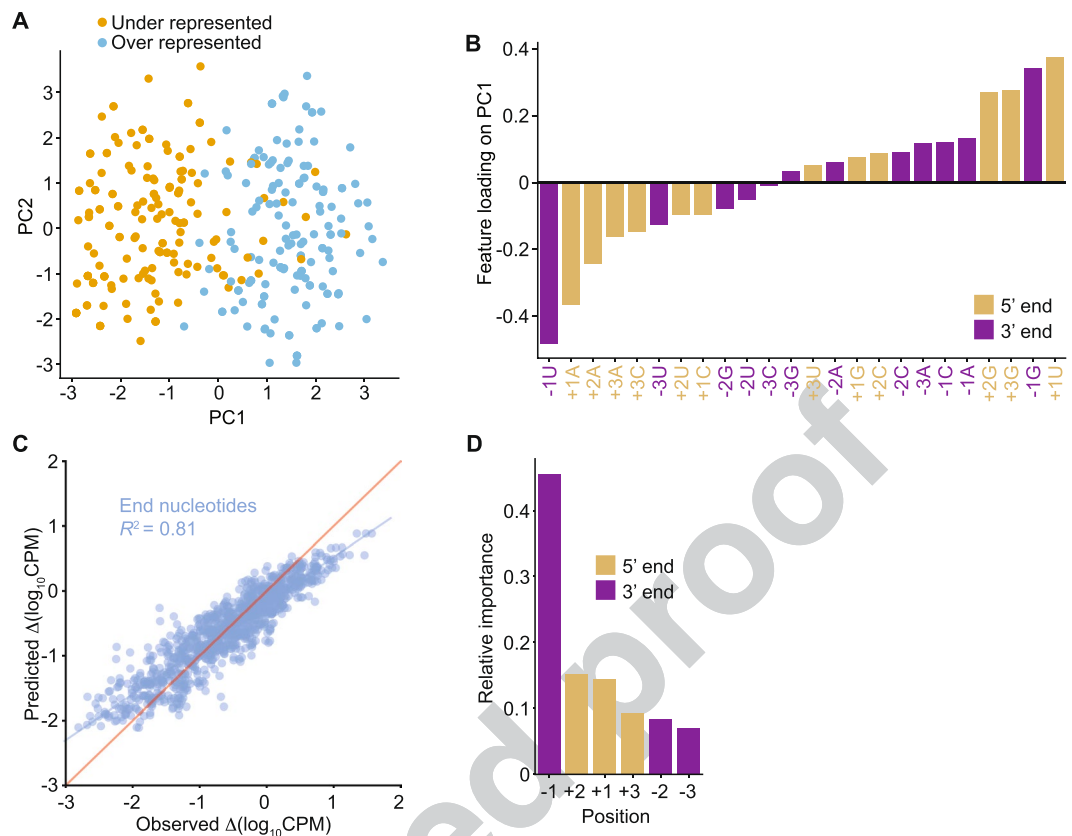 A
Under represented
Over represented
3
2
1
0
-1
-2
-3
PC2
-3 -2 -1 0 1 2 3
PC1
B
0.4
0.2
0
-0.2
-0.4
Feature loading on PC1
5' end
3' end
-1U +1A +2A +3A +3C -3U +2U +1C -2G -2U -3C -3G +3U -2A +1G +2C -2C -3A -1C -1A +2G +3G -1G +1U
C
2
1
0
-1
-2
-3
Predicted Δ(log10CPM)
End nucleotides
R2 = 0.81
-3 -2 -1 0 1 2
Observed Δ(log10CPM)
D
0.4
0.3
0.2
0.1
0
Relative importance
5' end
3' end
-1 +2 +1 +3 -2 -3
Position
ed proof